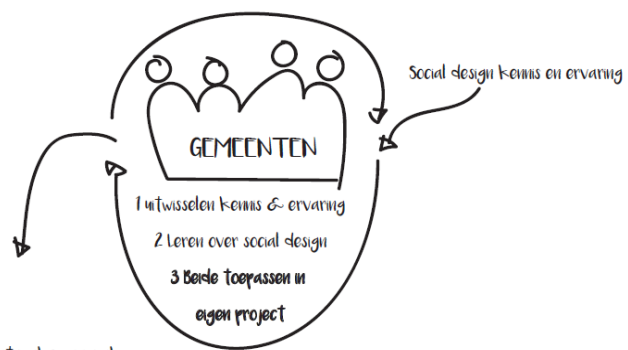 Social design kennis en ervaring
GEMEENTEN
1 uitwisselen kennis & ervaring
2 Leren over social design
3 Beide toepassen in
eigen project